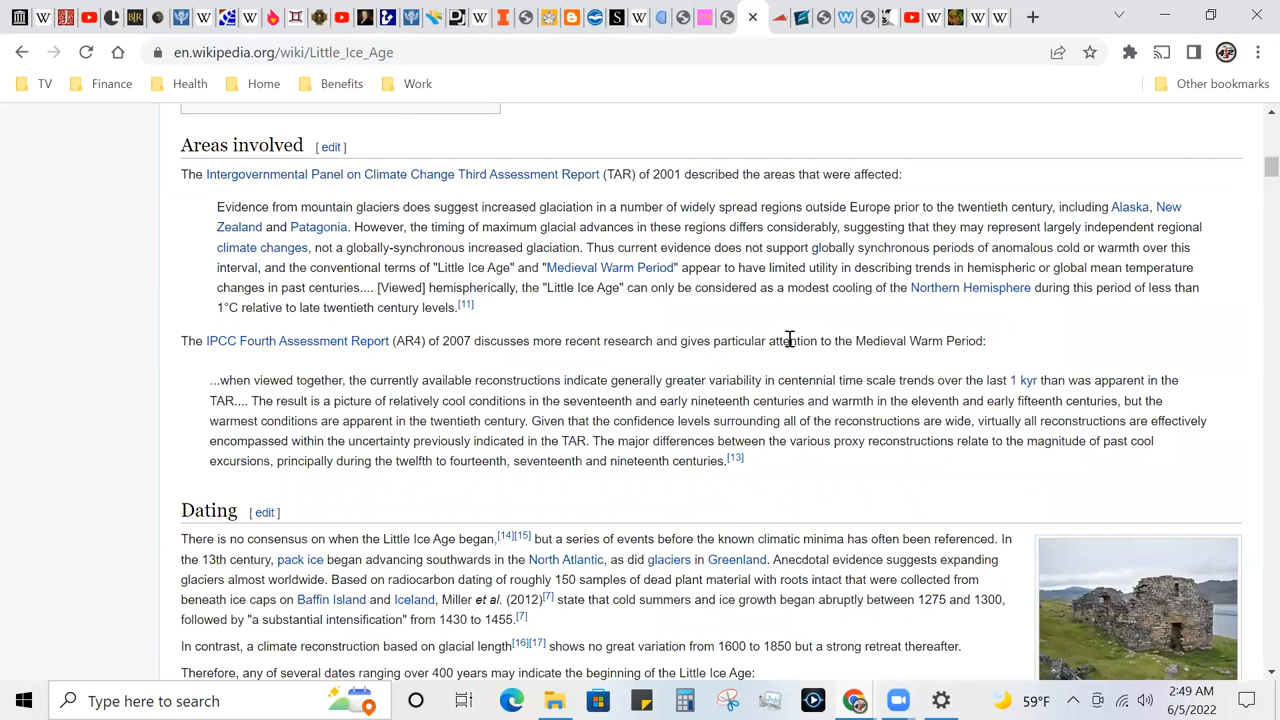 en.wikipedia.org/wiki/Little_Ice_Age
TV Finance Health Home Benefits Work Other bookmarks
Areas involved [ edit ]
The Intergovernmental Panel on Climate Change Third Assessment Report (TAR) of 2001 described the areas that were affected:
Evidence from mountain glaciers does suggest increased glaciation in a number of widely spread regions outside Europe prior to the twentieth century, including Alaska, New
Zealand and Patagonia. However, the timing of maximum glacial advances in these regions differs considerably, suggesting that they may represent largely independent regional
climate changes, not a globally-synchronous increased glaciation. Thus current evidence does not support globally synchronous periods of anomalous cold or warmth over this
interval, and the conventional terms of "Little Ice Age" and "Medieval Warm Period" appear to have limited utility in describing trends in hemispheric or global mean temperature
changes in past centuries.... [Viewed] hemispherically, the "Little Ice Age" can only be considered as a modest cooling of the Northern Hemisphere during this period of less than
1°C relative to late twentieth century levels.[11]
The IPCC Fourth Assessment Report (AR4) of 2007 discusses more recent research and gives particular attention to the Medieval Warm Period:
...when viewed together, the currently available reconstructions indicate generally greater variability in centennial time scale trends over the last 1 kyr than was apparent in the
TAR.... The result is a picture of relatively cool conditions in the seventeenth and early nineteenth centuries and warmth in the eleventh and early fifteenth centuries, but the
warmest conditions are apparent in the twentieth century. Given that the confidence levels surrounding all of the reconstructions are wide, virtually all reconstructions are effectively
encompassed within the uncertainty previously indicated in the TAR. The major differences between the various proxy reconstructions relate to the magnitude of past cool
excursions, principally during the twelfth to fourteenth, seventeenth and nineteenth centuries.[13]
Dating [ edit ]
There is no consensus on when the Little Ice Age began,[14][15] but a series of events before the known climatic minima has often been referenced. In
the 13th century, pack ice began advancing southwards in the North Atlantic, as did glaciers in Greenland. Anecdotal evidence suggests expanding
glaciers almost worldwide. Based on radiocarbon dating of roughly 150 samples of dead plant material with roots intact that were collected from
beneath ice caps on Baffin Island and Iceland, Miller et al. (2012)[7] state that cold summers and ice growth began abruptly between 1275 and 1300,
followed by "a substantial intensification" from 1430 to 1455.[7]
In contrast, a climate reconstruction based on glacial length[16][17] shows no great variation from 1600 to 1850 but a strong retreat thereafter.
Therefore, any of several dates ranging over 400 years may indicate the beginning of the Little Ice Age:
Type here to search
59°F
2:49 AM
6/5/2022